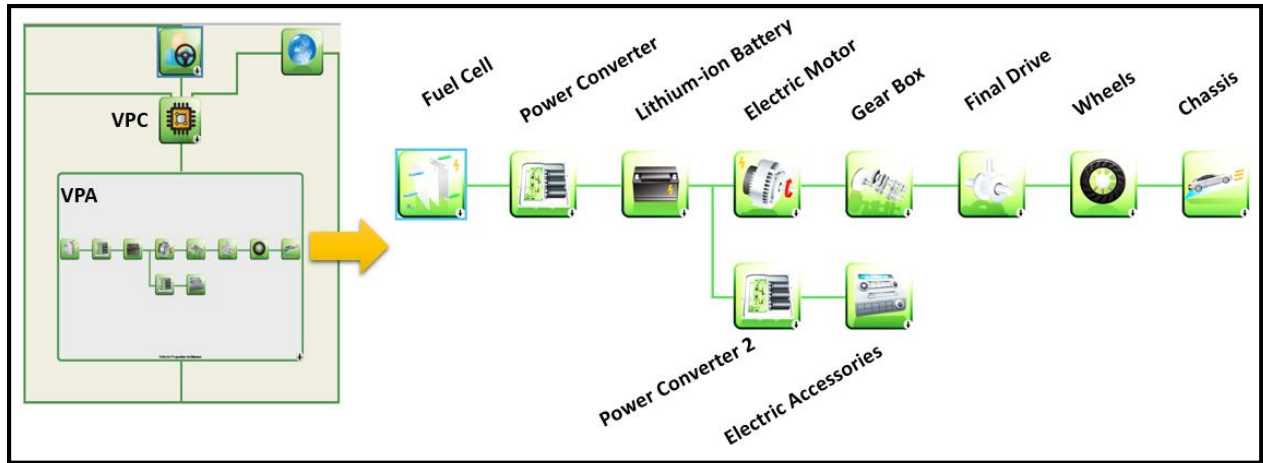 VPC
VPA
Fuel Cell
Power Converter
Lithium-ion Battery
Electric Motor
Gear Box
Final Drive
Wheels
Chassis
Power Converter 2
Electric Accessories